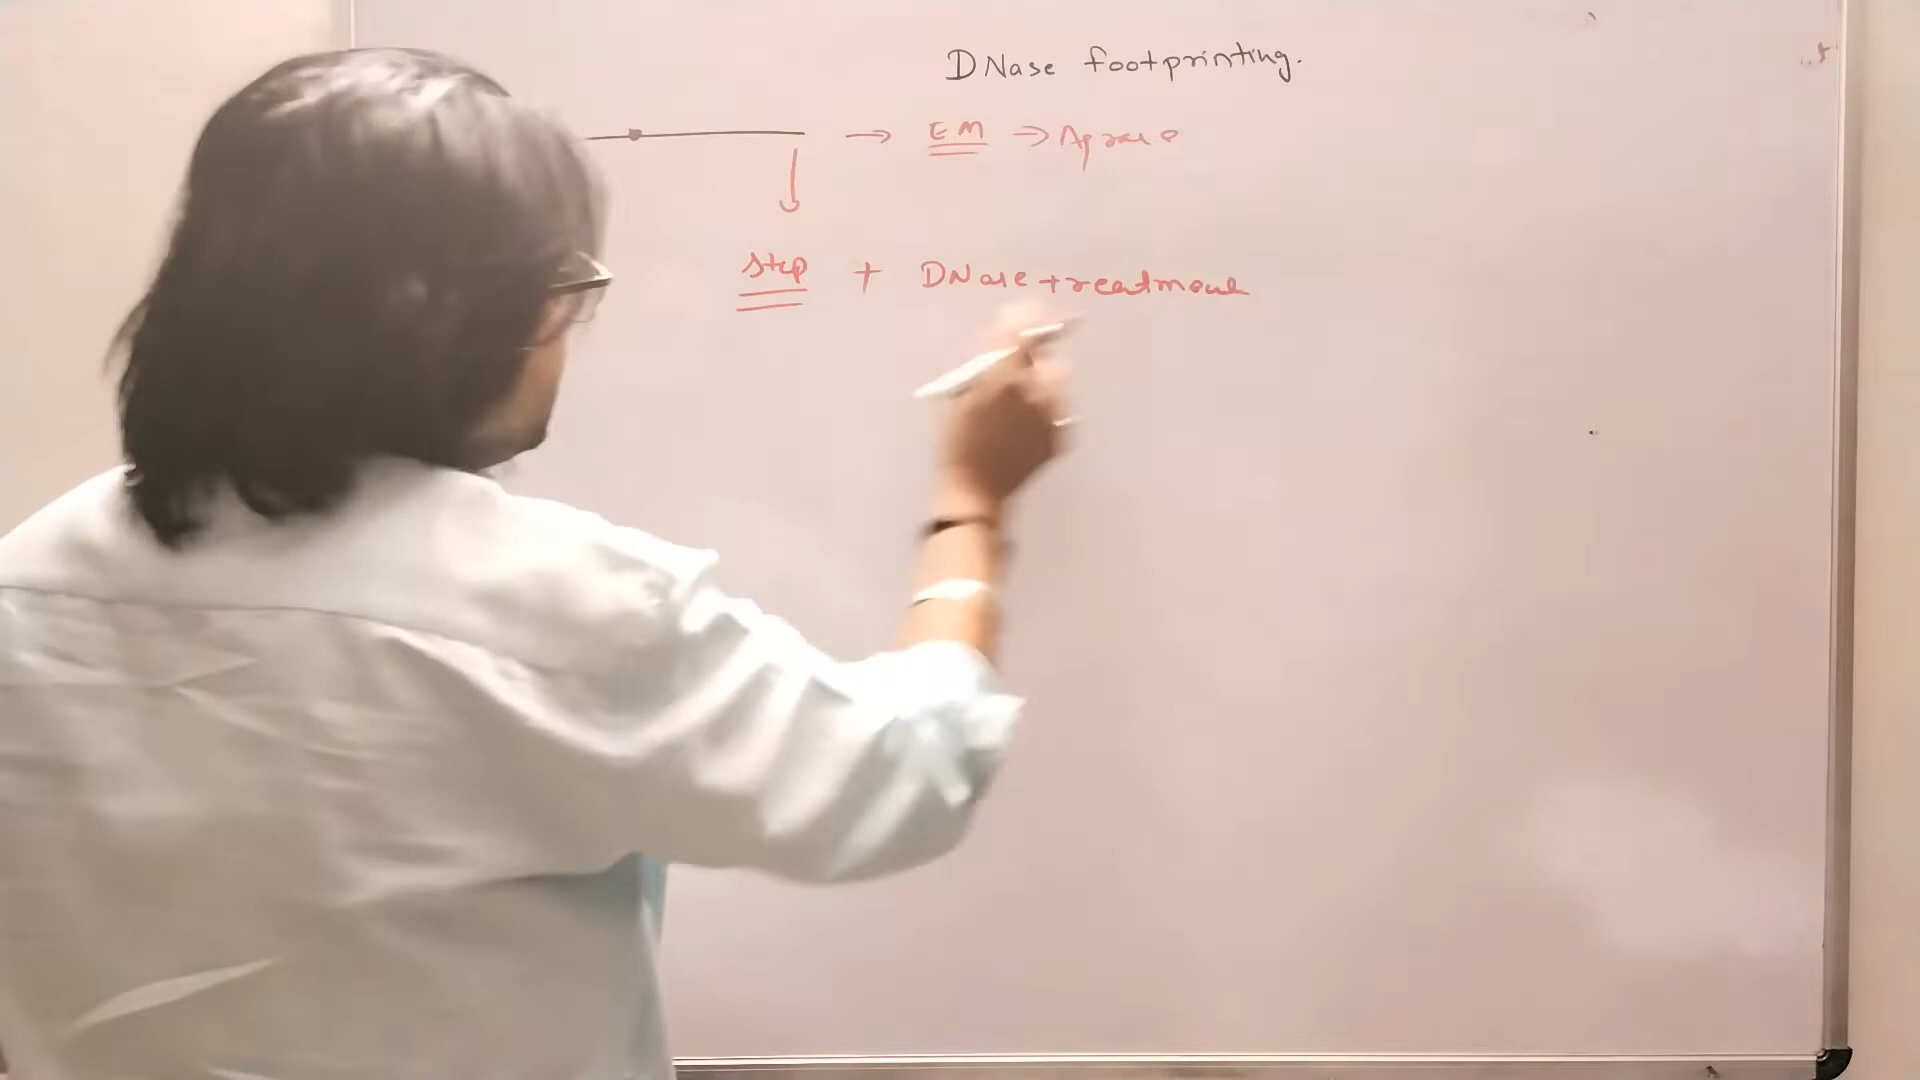 DNase footprinting.
→ EM →
Step + DNase treatment